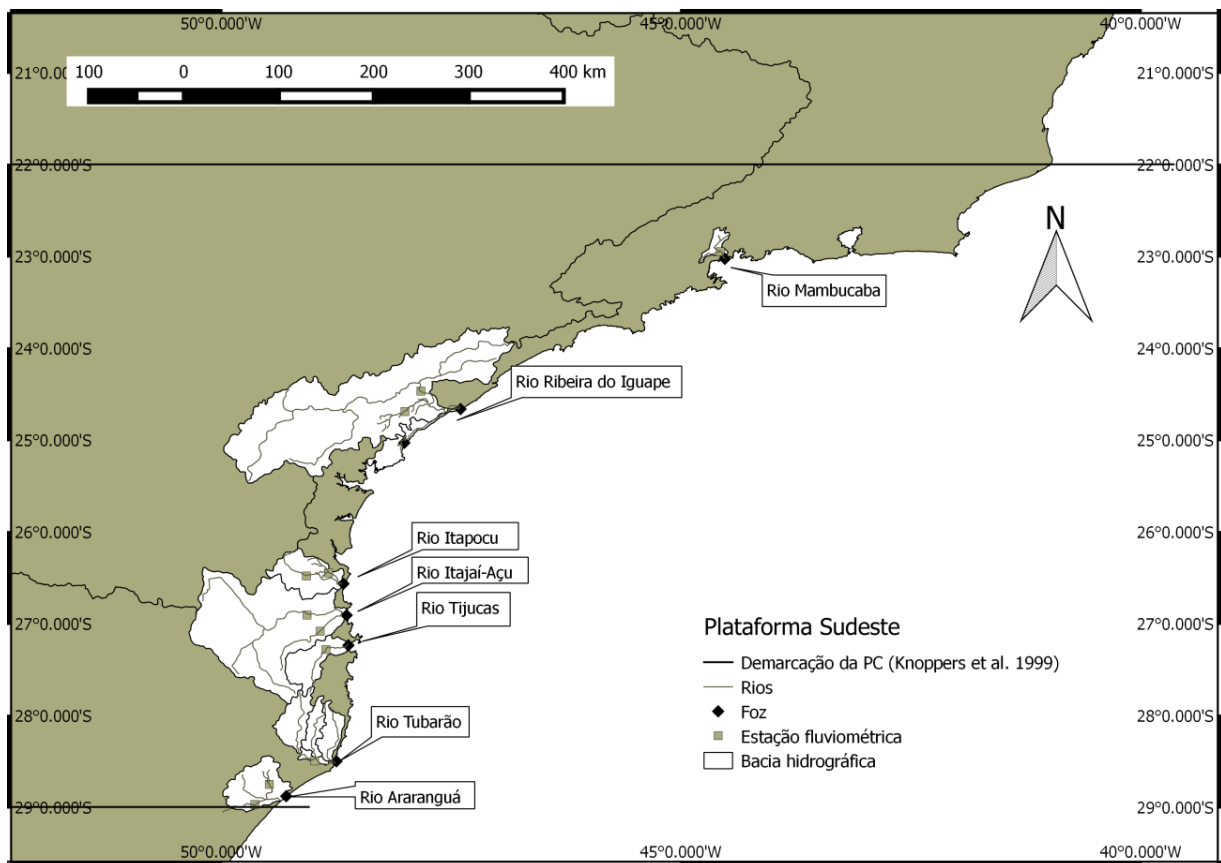 50°0.000'W 45°0.000'W 40°0.000'W
100 0 100 200 300 400 km
21°0.000'S 21°0.000'S
22°0.000'S 22°0.000'S
N
23°0.000'S 23°0.000'S
Rio Mambucaba
24°0.000'S 24°0.000'S
Rio Ribeira do Iguape
25°0.000'S 25°0.000'S
26°0.000'S 26°0.000'S
Rio Itapocu
Rio Itajaí-Açu
Rio Tijucas
27°0.000'S 27°0.000'S
Plataforma Sudeste
Demarcação da PC (Knoppers et al. 1999)
Rios
Foz
Estação fluviométrica
Bacia hidrográfica
28°0.000'S 28°0.000'S
Rio Tubarão
Rio Araranguá
29°0.000'S 29°0.000'S
50°0.000'W 45°0.000'W 40°0.000'W